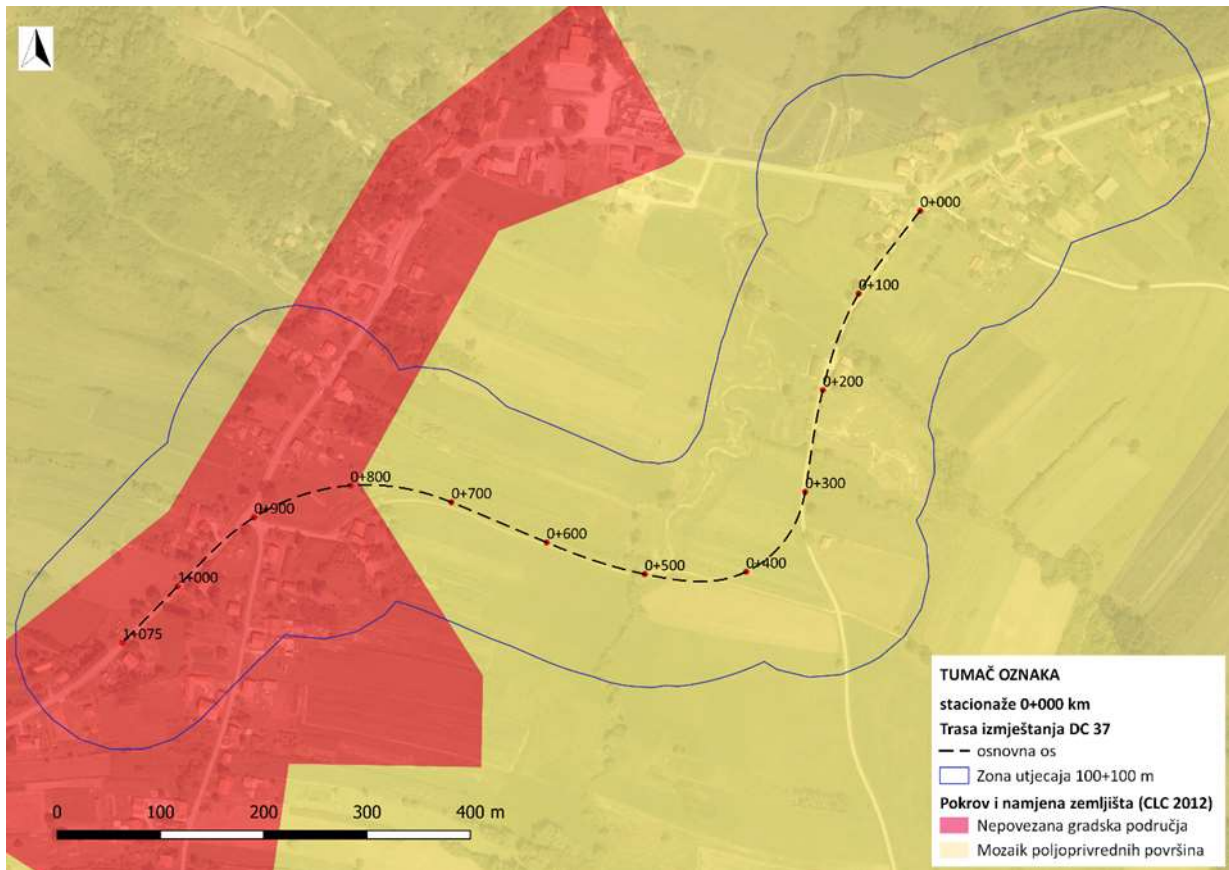 0+000
0+100
0+200
0+300
0+400
0+500
0+600
0+700
0+800
0+900
1+000
1+075
0 100 200 300 400 m
TUMAČ OZNAKA
stacionaže 0+000 km
Trasa izmještanja DC 37
osnovna os
Zona utjecaja 100+100 m
Pokrov i namjena zemljišta (CLC 2012)
Nepovezana gradska područja
Mozaik poljoprivrednih površina